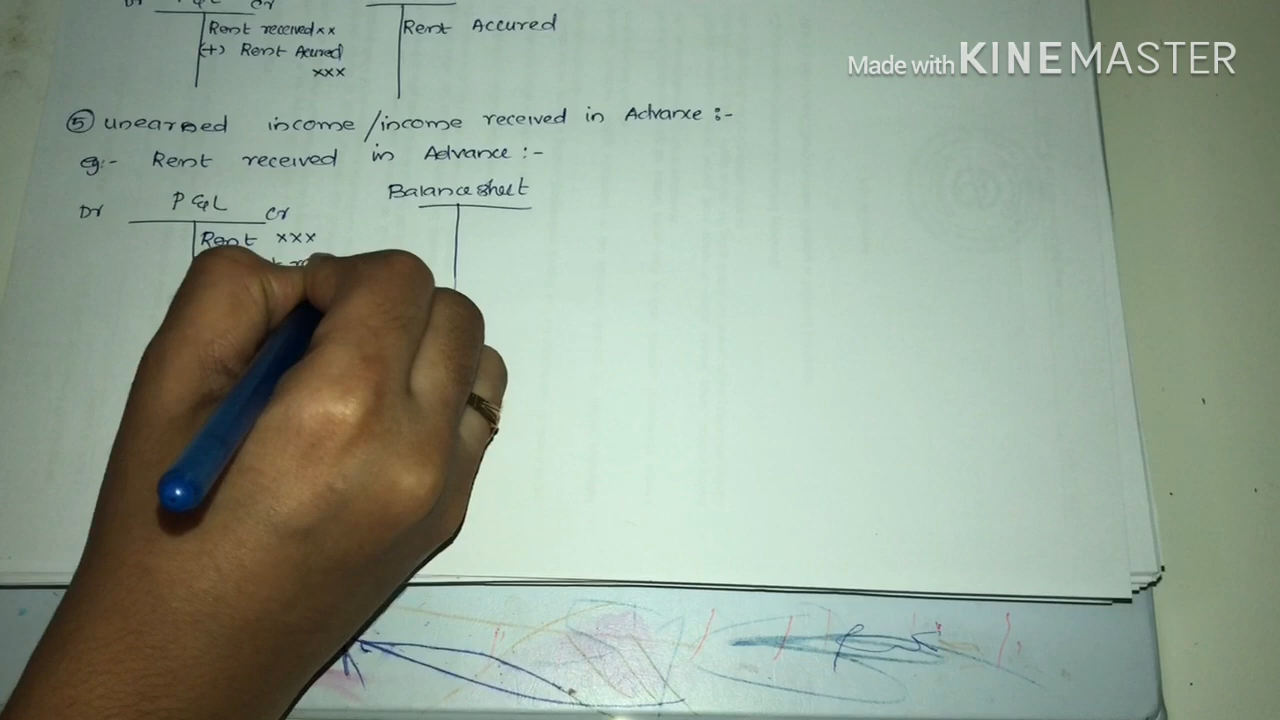 Dr P&L Cr
Rent received xx
(+) Rent Acured
xxx
Rent Accured
Made with KINEMASTER
⑤ unearned income /income received in Advance :-
eg:- Rent received in Advance :-
Dr P&L Cr
Rent xxx
Balance sheet